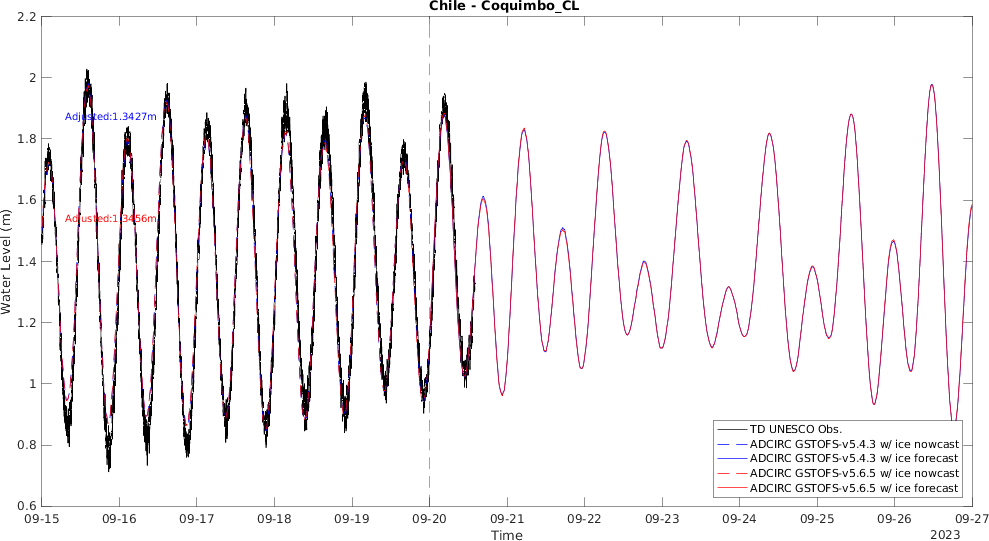 Chile - Coquimbo_CL
2.2
2
1.8
1.6
1.4
1.2
1
0.8
0.6
Water Level (m)
Adjusted:1.3427m
Adjusted:1.3456m
TD UNESCO Obs.
ADCIRC GSTOFS-v5.4.3 w/ ice nowcast
ADCIRC GSTOFS-v5.4.3 w/ ice forecast
ADCIRC GSTOFS-v5.6.5 w/ ice nowcast
ADCIRC GSTOFS-v5.6.5 w/ ice forecast
09-15 09-16 09-17 09-18 09-19 09-20 09-21 09-22 09-23 09-24 09-25 09-26 09-27
Time
2023